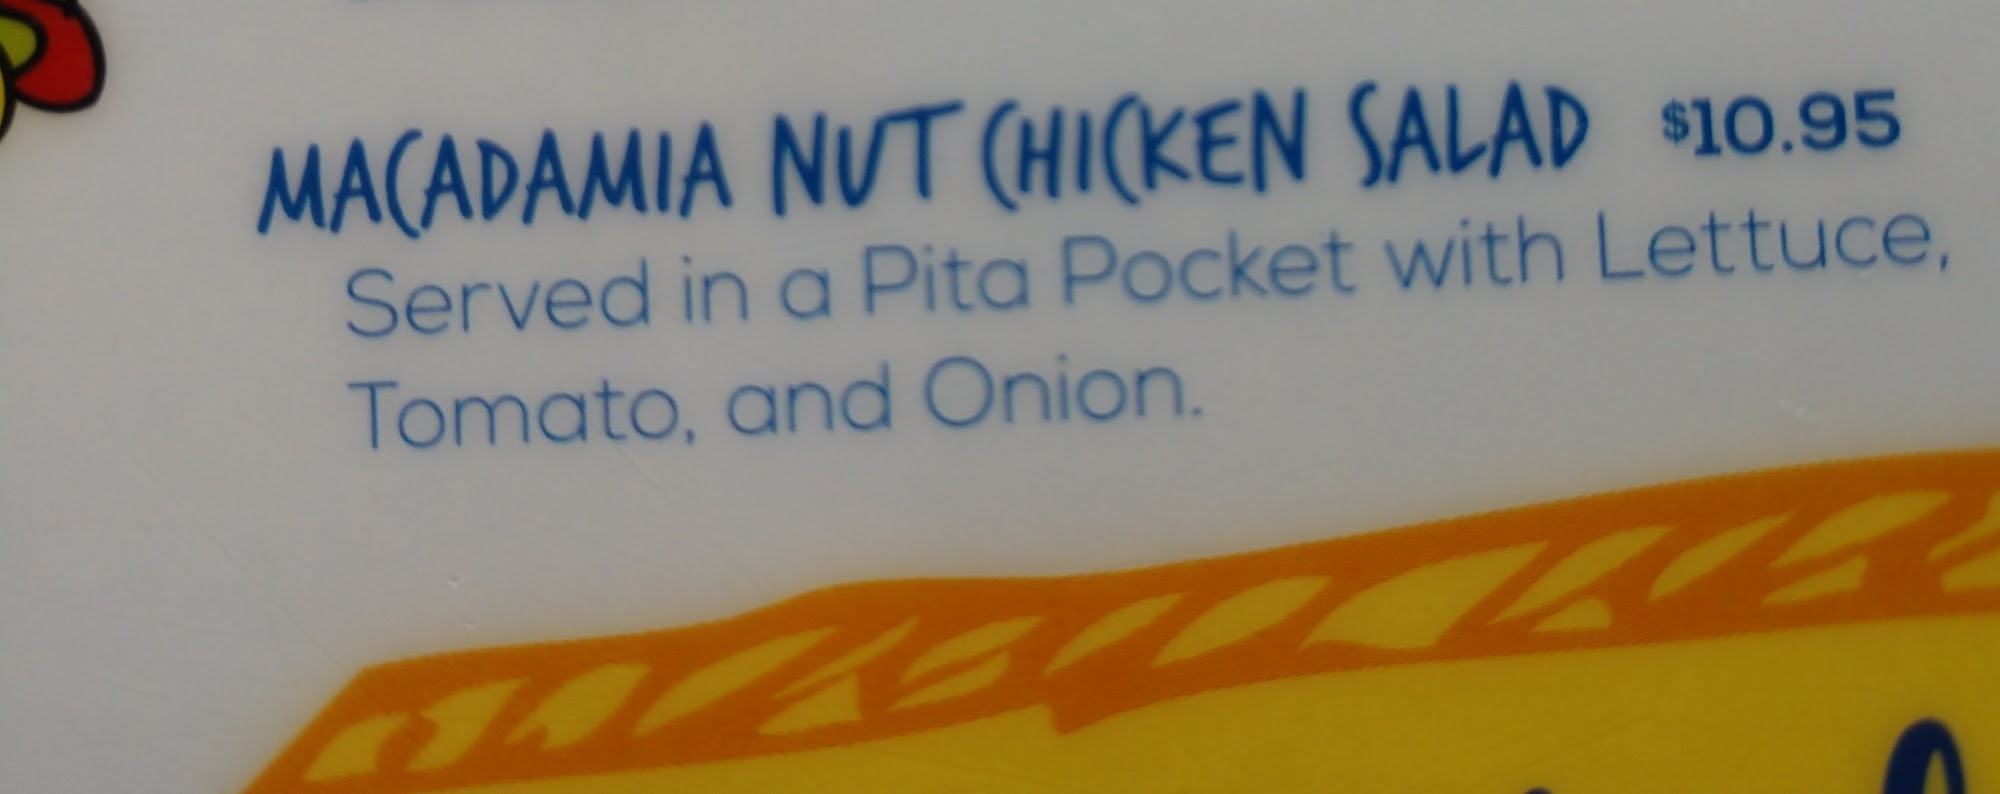 MACADAMIA NUT CHICKEN SALAD $10.95
Served in a Pita Pocket with Lettuce,
Tomato, and Onion.